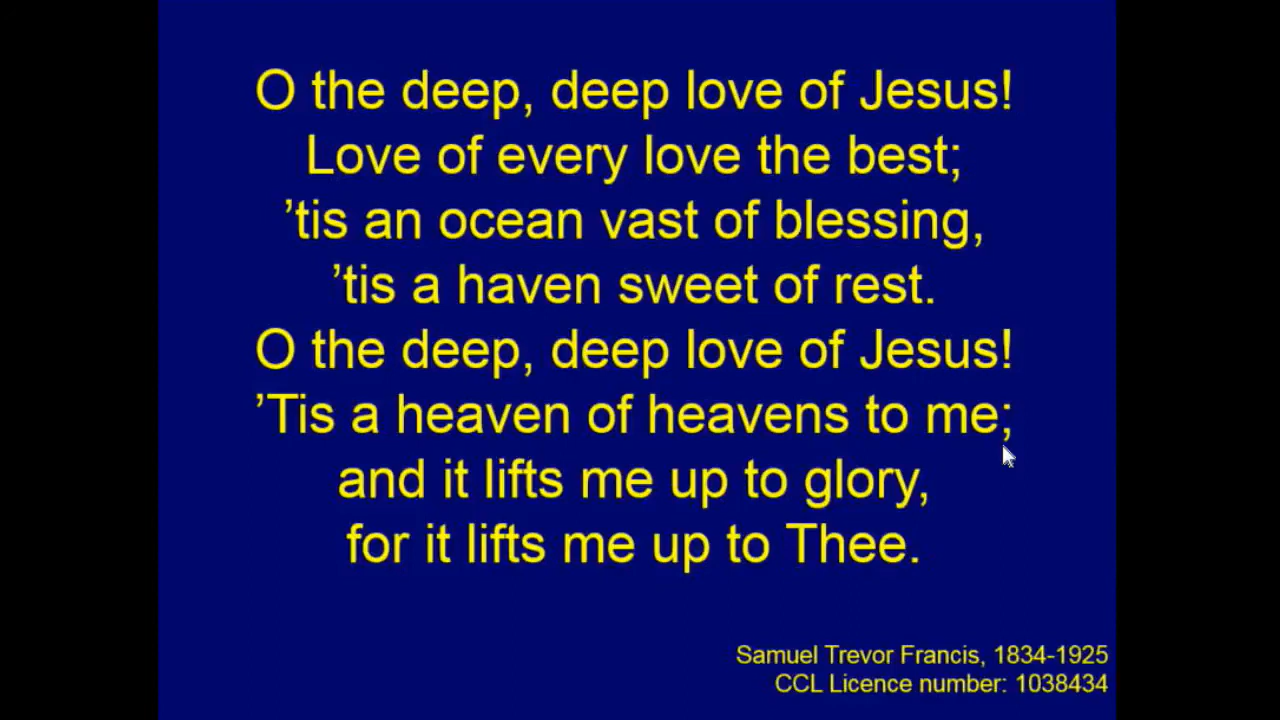 O the deep, deep love of Jesus!
Love of every love the best;
’tis an ocean vast of blessing,
’tis a haven sweet of rest.
O the deep, deep love of Jesus!
’Tis a heaven of heavens to me;
and it lifts me up to glory,
for it lifts me up to Thee.
Samuel Trevor Francis, 1834-1925
CCL Licence number: 1038434